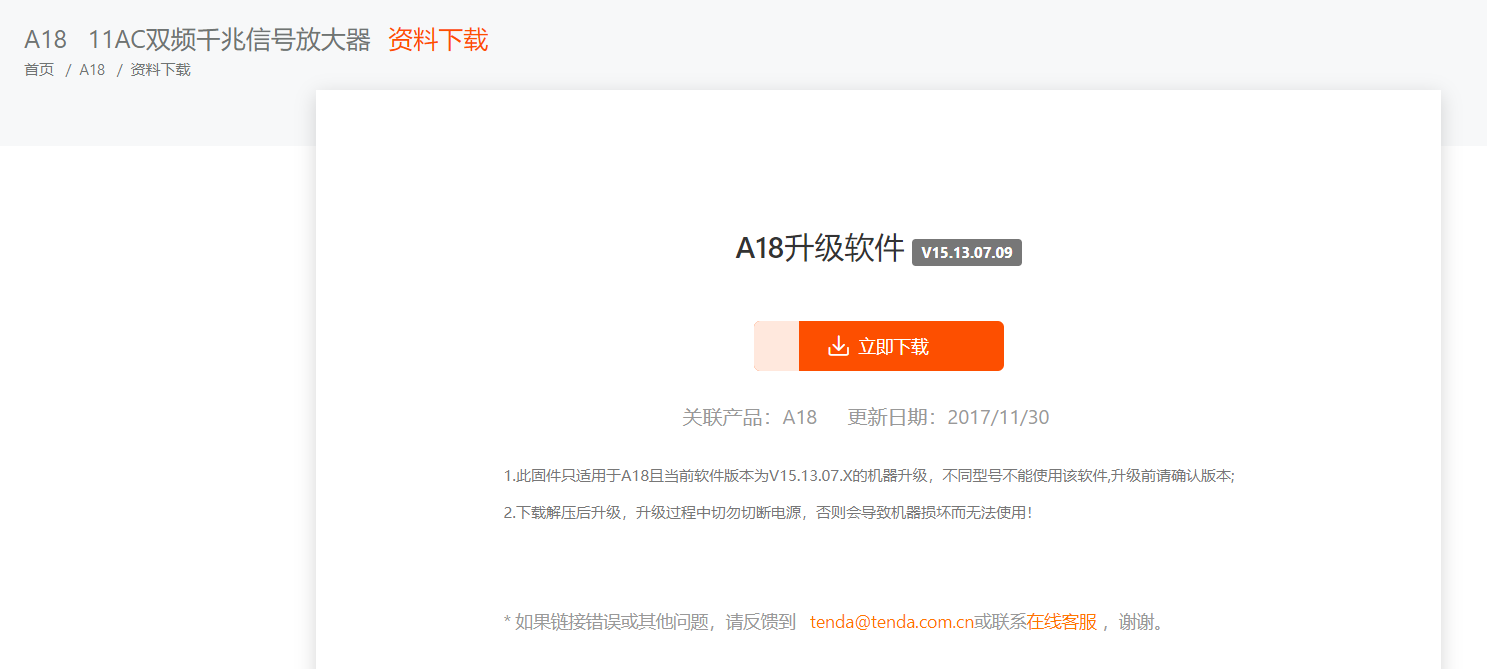 A18 11AC双频千兆信号放大器 资料下载
首页 / A18 / 资料下载
A18升级软件 V15.13.07.09
立即下载
关联产品：A18 更新日期：2017/11/30
1.此固件只适用于A18且当前软件版本为V15.13.07.X的机器升级，不同型号不能使用该软件,升级前请确认版本;
2.下载解压后升级，升级过程中切勿切断电源，否则会导致机器损坏而无法使用！
* 如果链接错误或其他问题，请反馈到 tenda@tenda.com.cn或联系在线客服 ，谢谢。